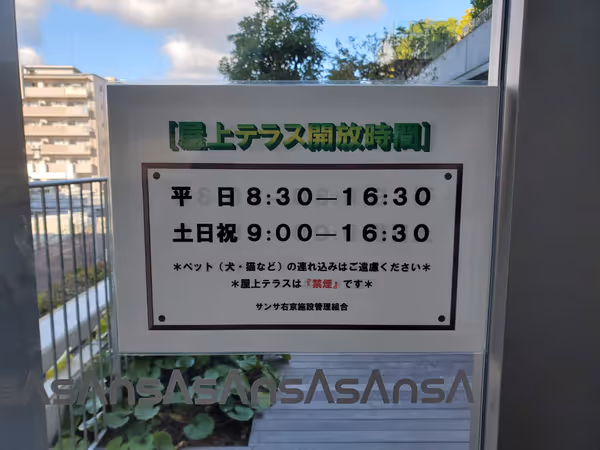 [屋上テラス開放時間]
平 日 8:30―16:30
土日祝 9:00―16:30
＊ペット（犬・猫など）の連れ込みはご遠慮ください＊
＊屋上テラスは『禁煙』です＊
サンサ右京施設管理組合
AsAnsAsAnsAsAnsA